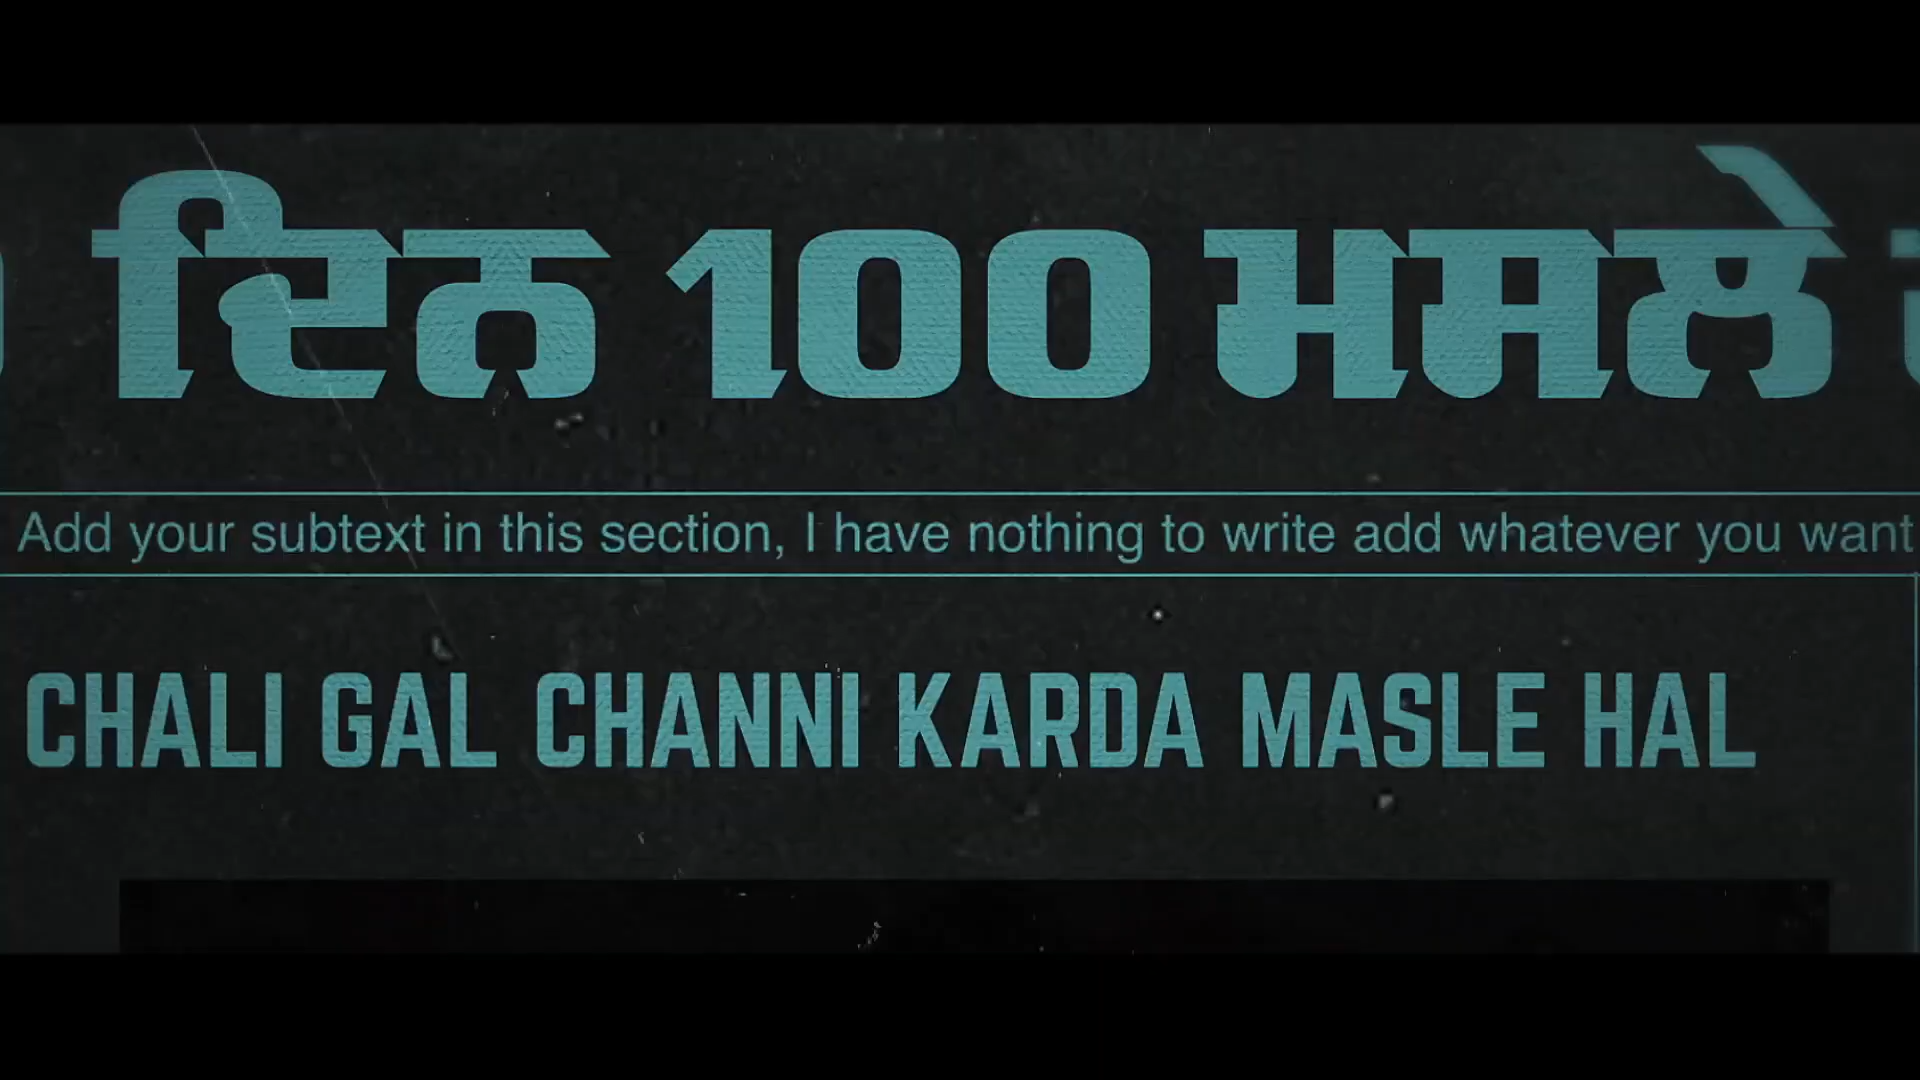 ਦਿਨ 100 ਮਸਲੇ
Add your subtext in this section, I have nothing to write add whatever you want
CHALI GAL CHANNI KARDA MASLE HAL